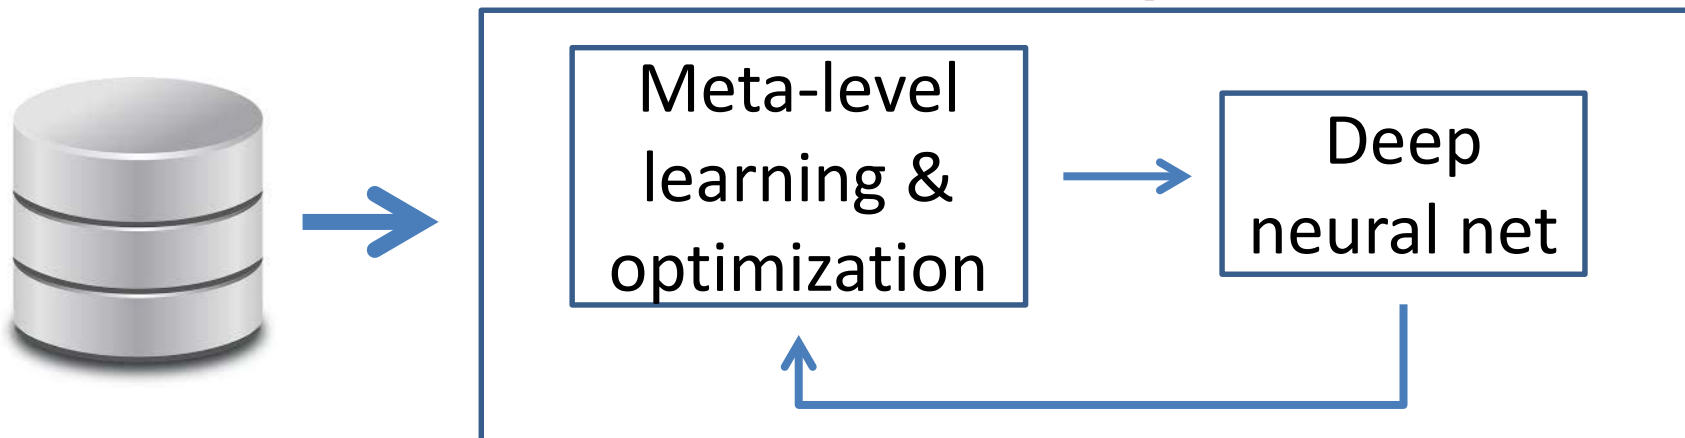 Meta-level
learning &
optimization
Deep
neural net